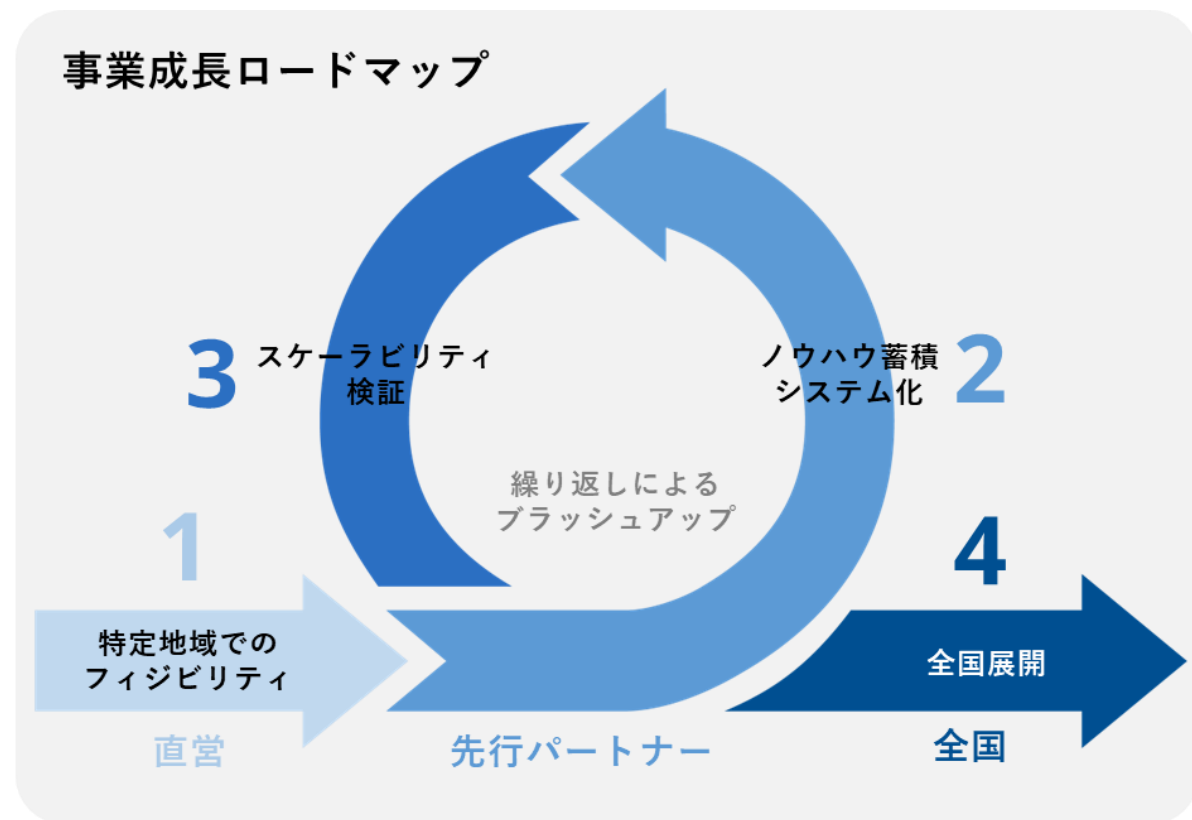 事業成長ロードマップ
3
スケーラビリティ
検証
ノウハウ蓄積
システム化
2
繰り返しによる
ブラッシュアップ
1
特定地域での
フィジビリティ
直営
先行パートナー
4
全国展開
全国